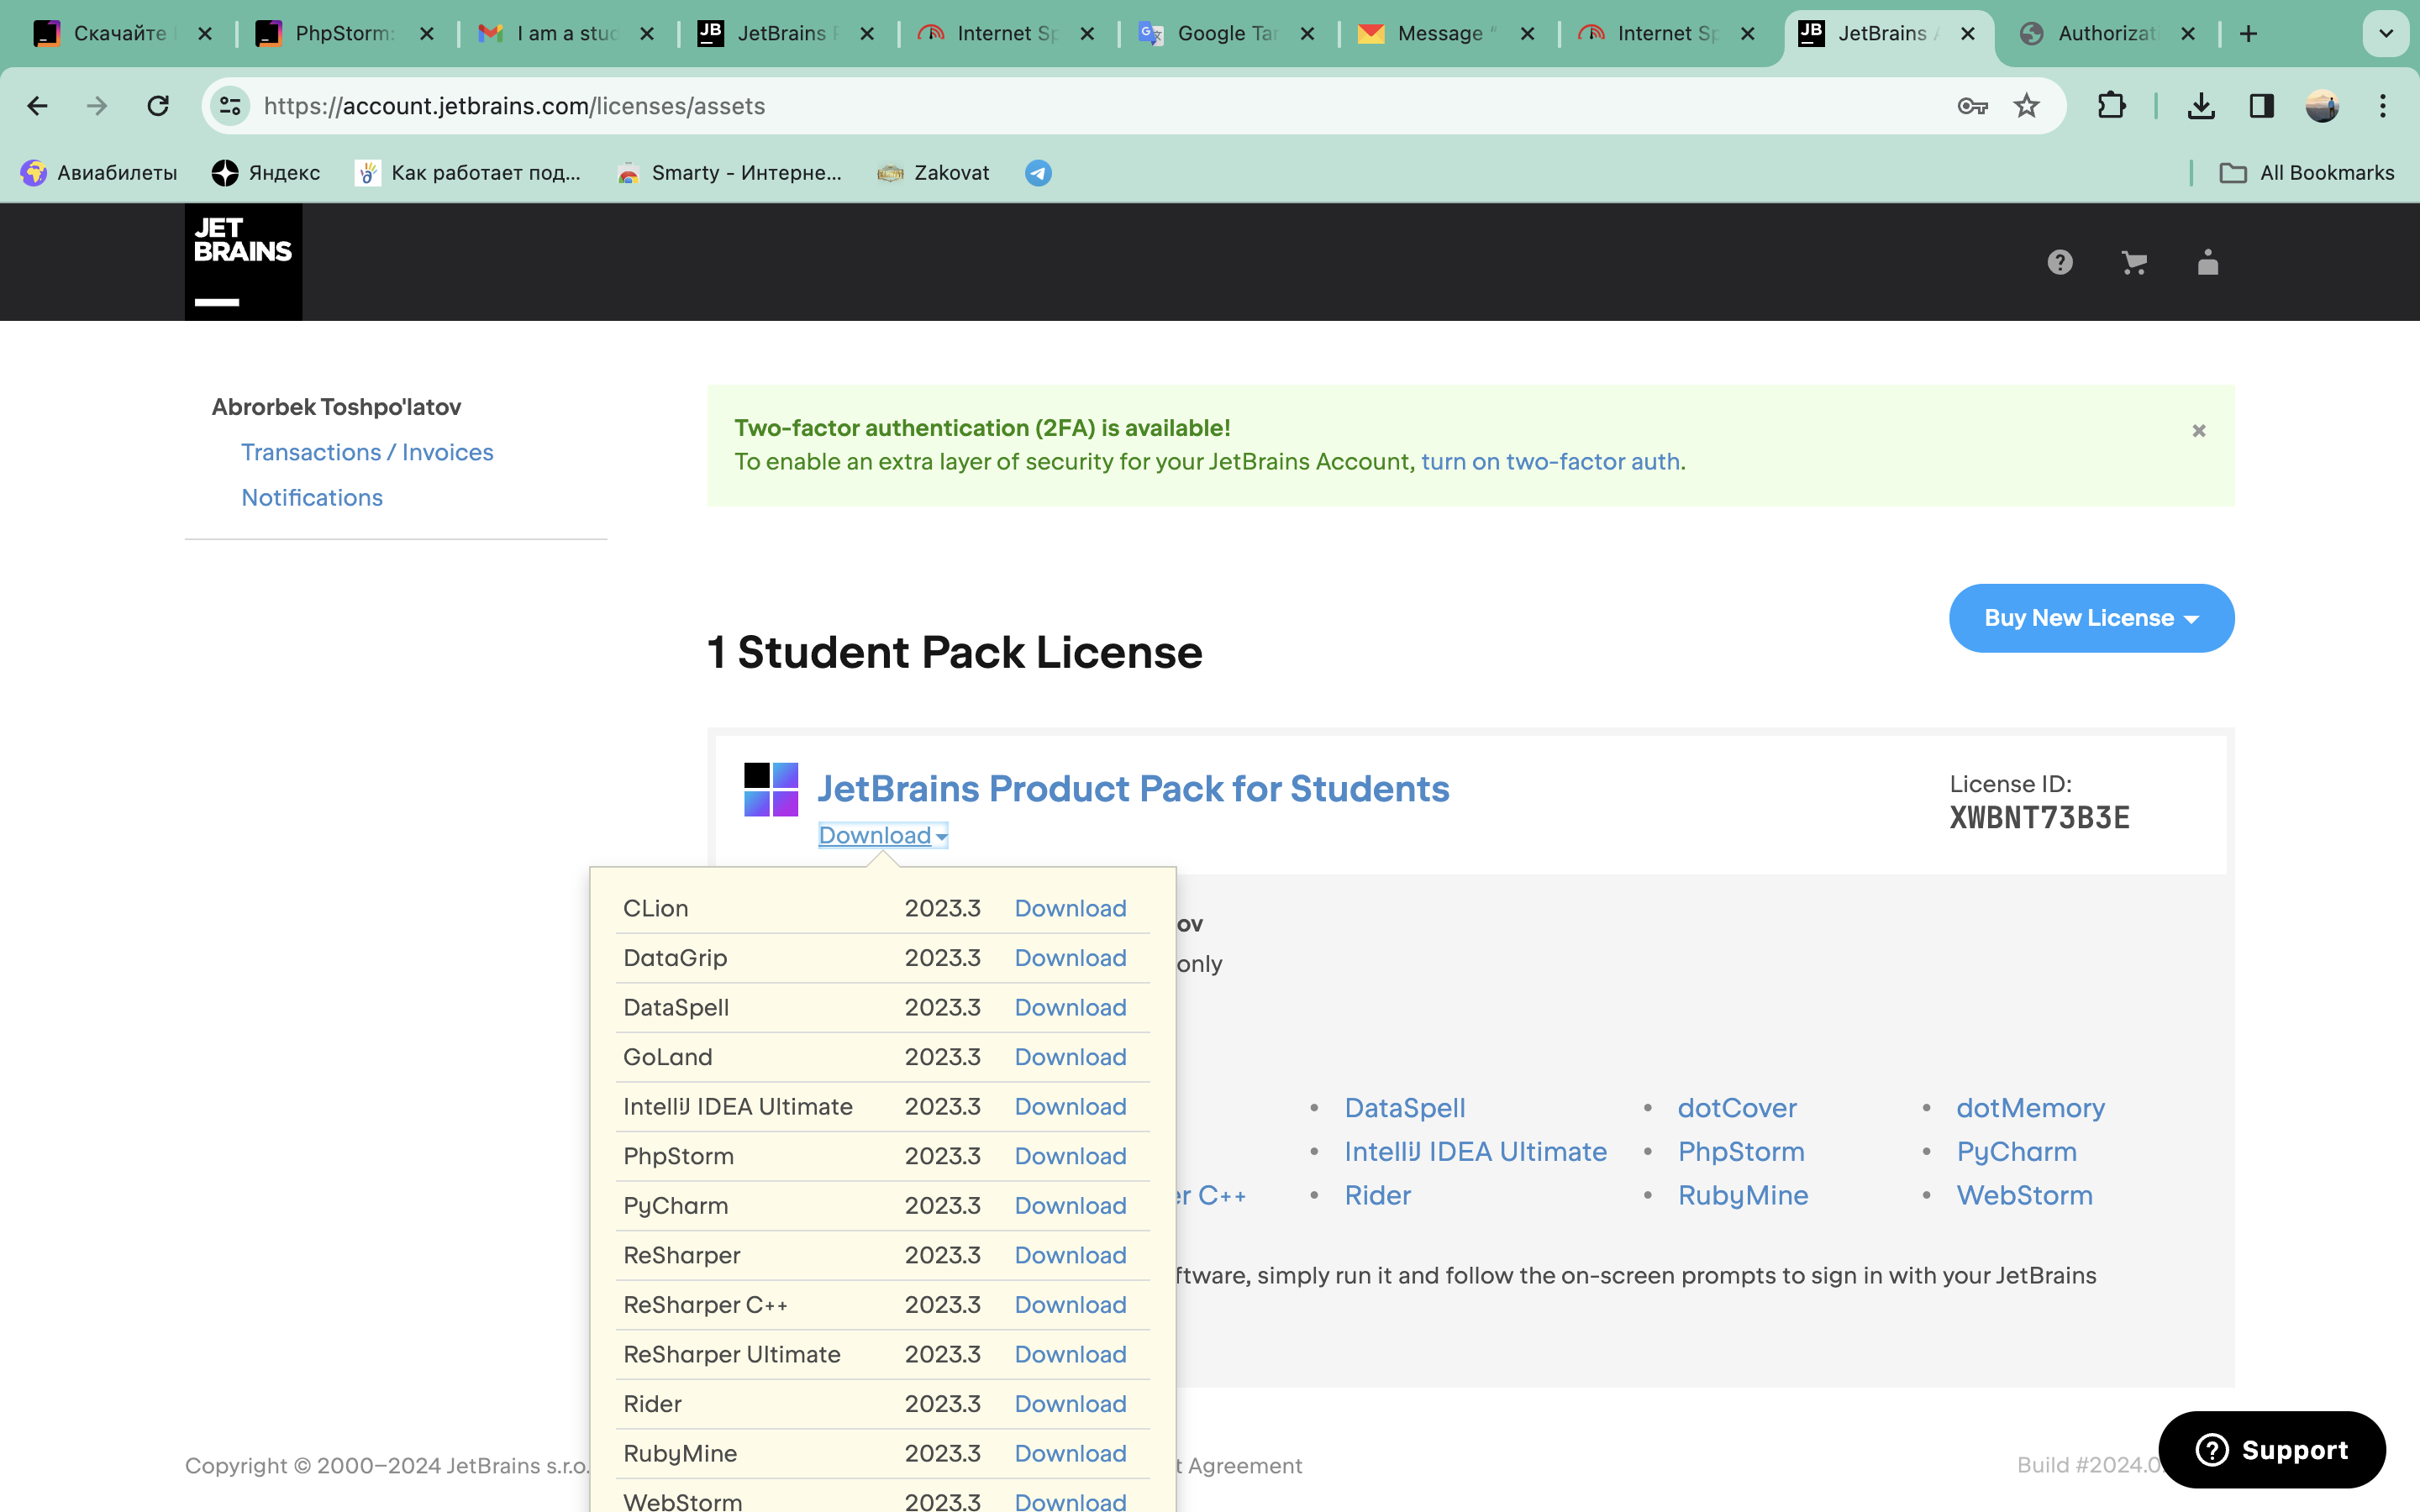 Скачайте
PhpStorm:
I am a stud
JetBrains
Internet Sp
Google Tar
Message "
Internet Sp
JetBrains
Authorizat
https://account.jetbrains.com/licenses/assets
Авиабилеты
Яндекс
Как работает под...
Smarty - Интерне...
Zakovat
All Bookmarks
JET
BRAINS
Abrorbek Toshpo'latov
Transactions / Invoices
Notifications
Two-factor authentication (2FA) is available!
To enable an extra layer of security for your JetBrains Account, turn on two-factor auth.
Buy New License
1 Student Pack License
JetBrains Product Pack for Students
Download
License ID:
XWBNT73B3E
CLion 2023.3 Download
DataGrip 2023.3 Download
DataSpell 2023.3 Download
GoLand 2023.3 Download
IntelliJ IDEA Ultimate 2023.3 Download
PhpStorm 2023.3 Download
PyCharm 2023.3 Download
ReSharper 2023.3 Download
ReSharper C++ 2023.3 Download
ReSharper Ultimate 2023.3 Download
Rider 2023.3 Download
RubyMine 2023.3 Download
WebStorm 2023.3 Download
ov
only
• DataSpell • dotCover • dotMemory
• IntelliJ IDEA Ultimate • PhpStorm • PyCharm
er C++ • Rider • RubyMine • WebStorm
ftware, simply run it and follow the on-screen prompts to sign in with your JetBrains
Copyright © 2000–2024 JetBrains s.r.o.
t Agreement
Build #2024.0
Support